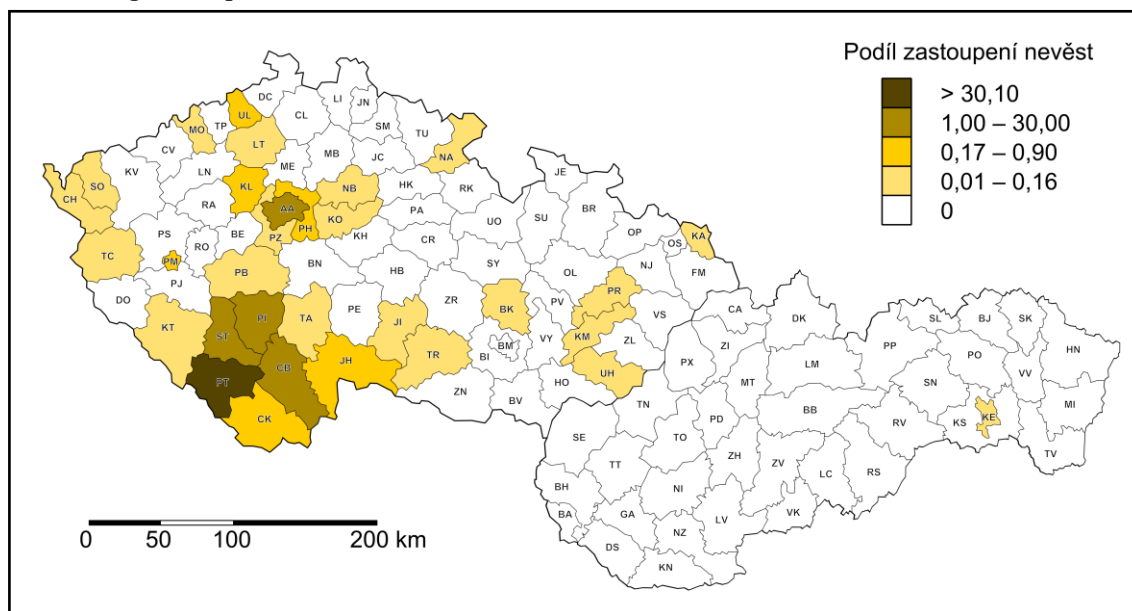 Podíl zastoupení nevěst
> 30,10
1,00 – 30,00
0,17 – 0,90
0,01 – 0,16
0
DC
LI
JN
UL
CL
MO
TP
SM
TU
CV
LT
MB
JC
NA
KV
LN
ME
SO
CH
KL
NB
HK
RK
JE
RA
AA
KO
PA
SU
BR
PS
RO
BE
PZ
PH
KH
CR
UO
OP
OS
KA
TC
PM
PB
BN
HB
SY
OL
NJ
FM
PJ
DO
KT
ST
PI
TA
PE
JI
ZR
BK
PV
PR
VS
CA
DK
SL
BJ
SK
PT
CB
JH
TR
BI
BM
VY
KM
ZL
ZI
PP
PO
HN
CK
ZN
BV
HO
UH
PX
MT
LM
SN
VV
MI
TN
PD
BB
RV
KS
KE
TV
SE
TO
TT
ZH
ZV
LC
RS
BH
BA
GA
NI
LV
VK
DS
NZ
KN
0 50 100 200 km